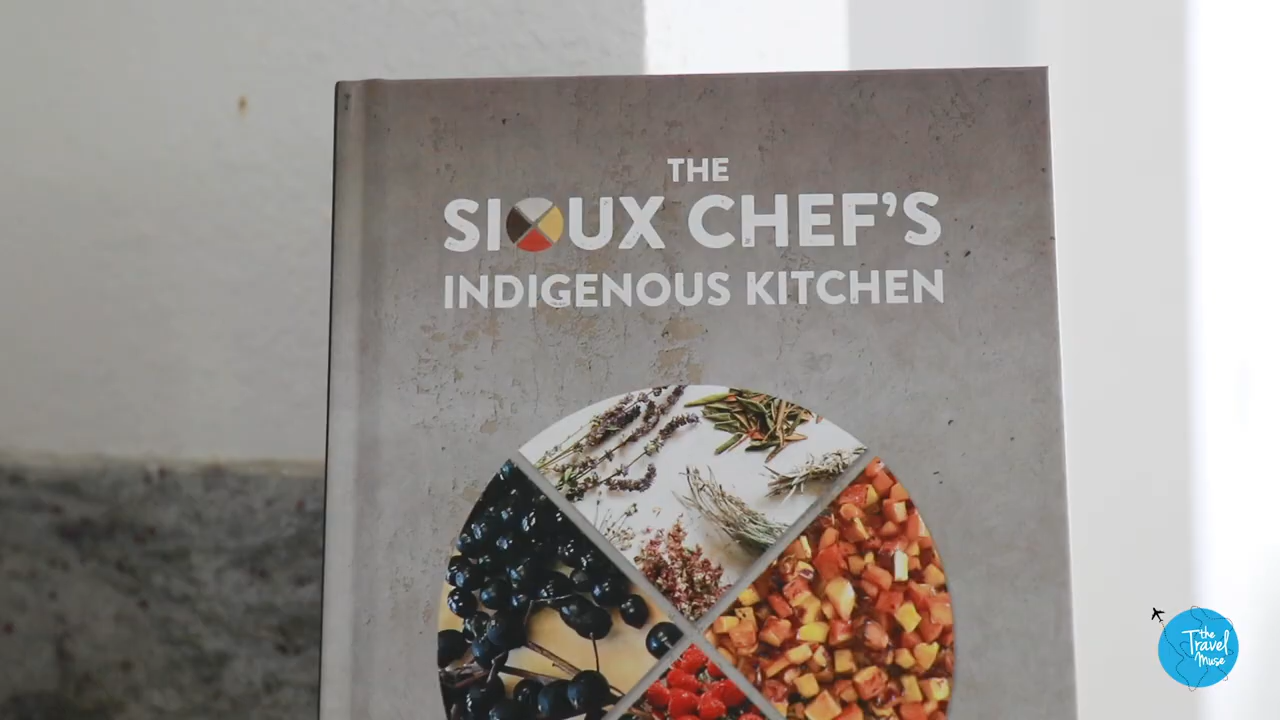 THE
SIOUX CHEF'S
INDIGENOUS KITCHEN
the
Travel
Muse